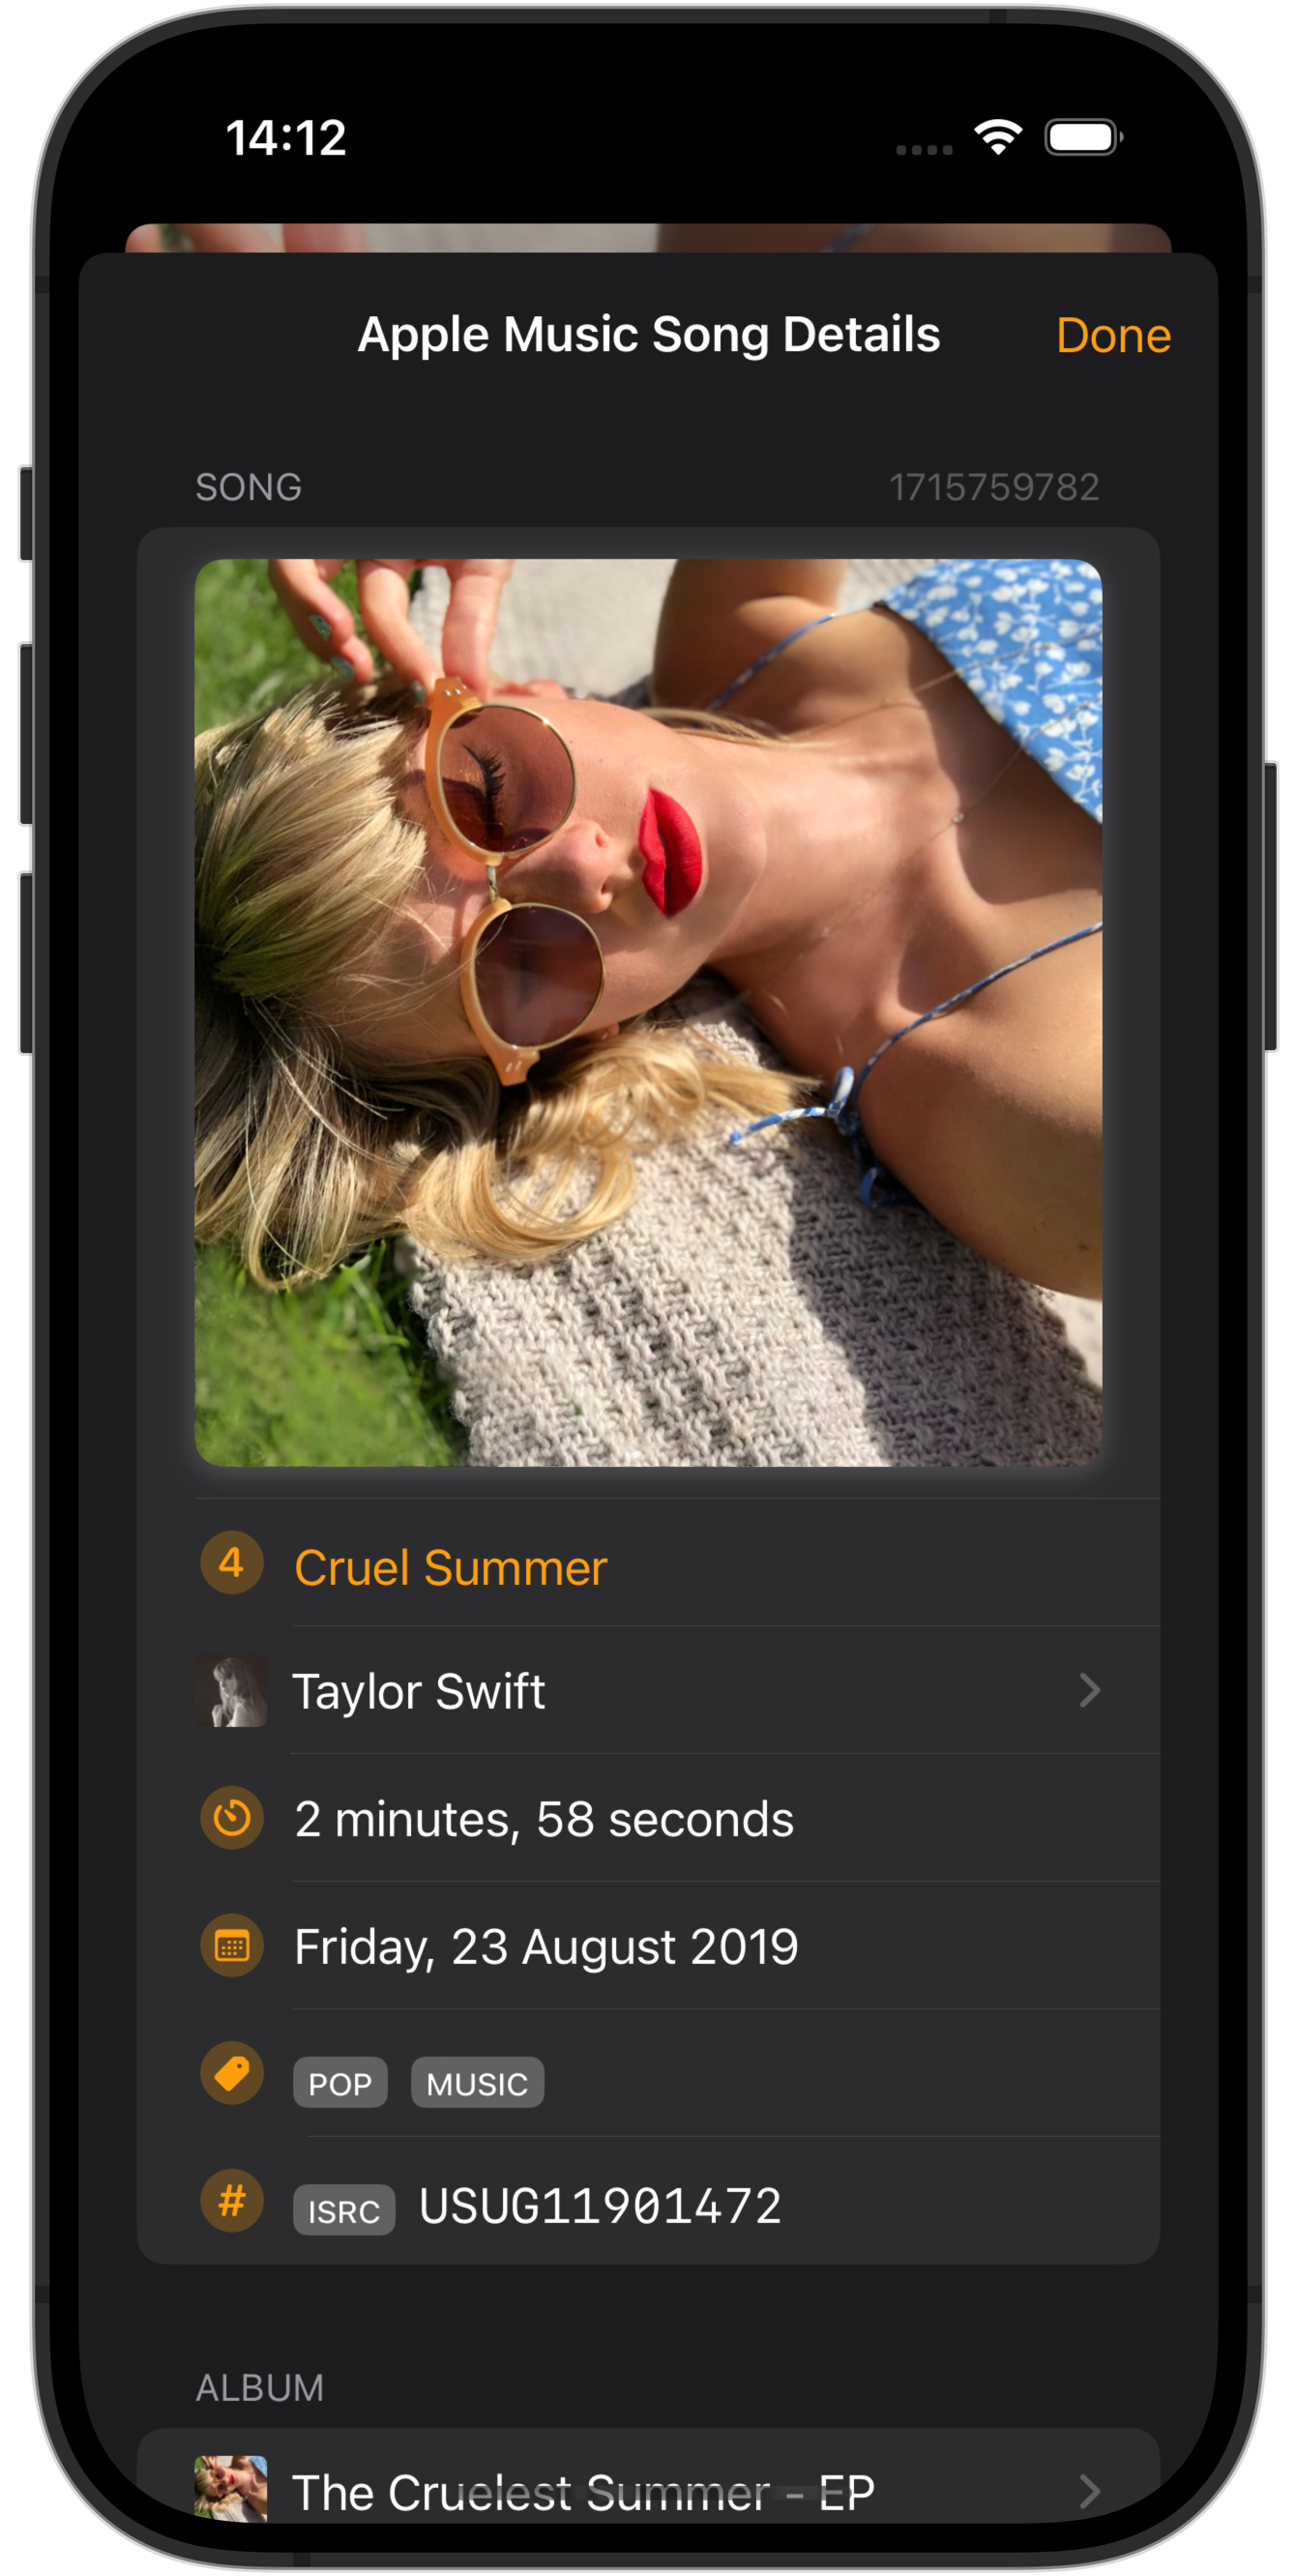 14:12
Apple Music Song Details
Done
SONG
1715759782
4
Cruel Summer
Taylor Swift
2 minutes, 58 seconds
Friday, 23 August 2019
POP MUSIC
# ISRC USUG11901472
ALBUM
The Cruelest Summer - EP